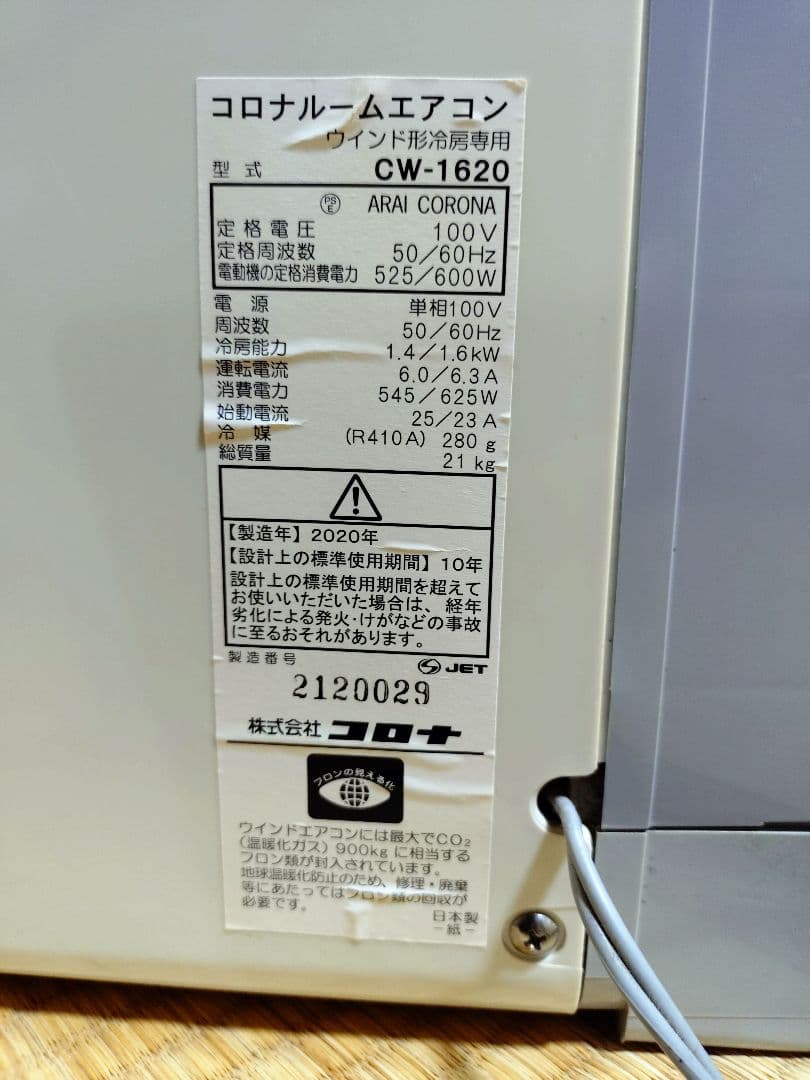 コロナルームエアコン
ウインド形冷房専用
型式 CW-1620
PSE ARAI CORONA
定格電圧 100V
定格周波数 50/60Hz
電動機の定格消費電力 525/600W
電源 単相100V
周波数 50/60Hz
冷房能力 1.4/1.6kW
運転電流 6.0/6.3A
消費電力 545/625W
始動電流 25/23A
冷媒 (R410A) 280g
総質量 21kg
【製造年】2020年
【設計上の標準使用期間】10年
設計上の標準使用期間を超えて
お使いいただいた場合は、経年
劣化による発火・けがなどの事故
に至るおそれがあります。
製造番号 JET
2120029
株式会社 コロナ
フロンの見える化
ウインドエアコンには最大でCO₂
(温暖化ガス)900kgに相当する
フロン類が封入されています。
地球温暖化防止のため、修理・廃棄
等にあたってはフロン類の回収が
必要です。
日本製
-紙-